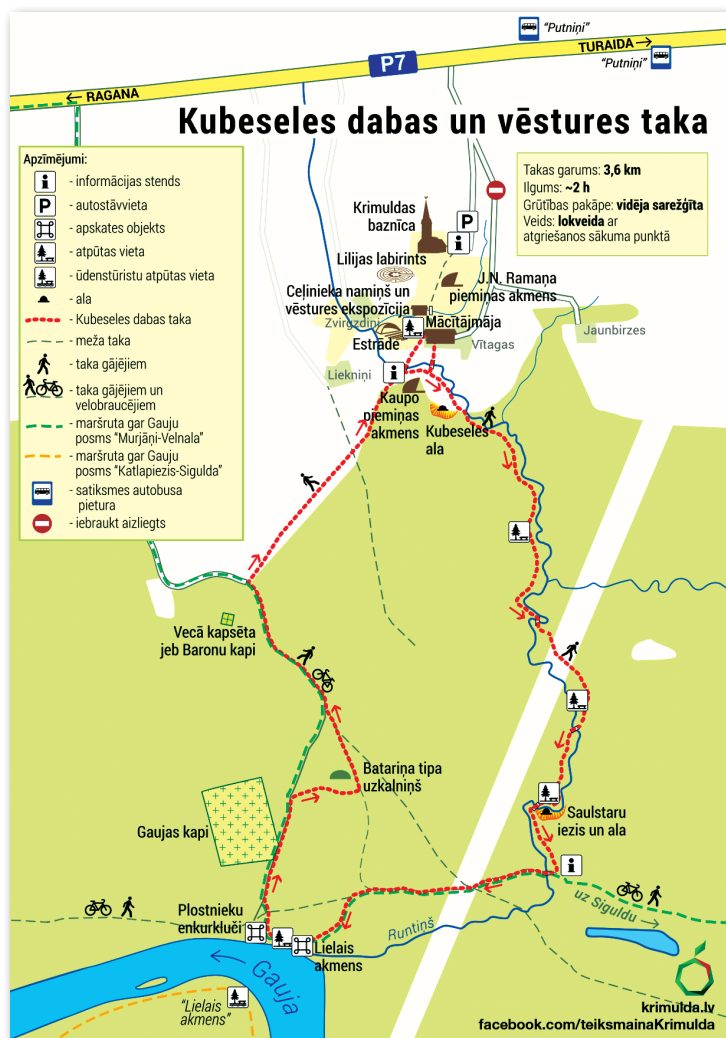 "Putniņi"
TURAIDA
"Putniņi"
P7
RAGANA
Kubeseles dabas un vēstures taka
Apzīmējumi:
i
- informācijas stends
P
- autostāvvieta
- apskates objekts
- atpūtas vieta
- ūdenstūristu atpūtas vieta
- ala
- Kubeseles dabas taka
- meža taka
- taka gājējiem
- taka gājējiem un
velobraucējiem
- maršruta gar Gauju
posms "Murjāņi-Velnala"
- maršruta gar Gauju
posms "Katlapiezis-Sigulda"
- satiksmes autobusa
pietura
- iebraukt aizliegts
Takas garums: 3,6 km
Ilgums: ~2 h
Grūtības pakāpe: vidēja sarežģīta
Veids: lokveida ar
atgriešanos sākuma punktā
Krimuldas
baznīca
P
i
Lilijas labirints
J.N. Ramaņa
piemiņas akmens
Ceļinieka namiņš un
vēstures ekspozīcija
Zvirgzdiņi
Mācītājmāja
Estrāde
Vītagas
Jaunbirzes
Liekniņi
i
Kaupo
piemiņas
akmens
Kubeseles
ala
Vecā kapsēta
jeb Baronu kapi
Batariņa tipa
uzkalniņš
Gaujas kapi
Saulstaru
iezis un ala
i
uz Siguldu
Plostnieku
enkurkluči
Lielais
akmens
Runtiņš
Gauja
"Lielais
akmens"
krimulda.lv
facebook.com/teiksmainaKrimulda